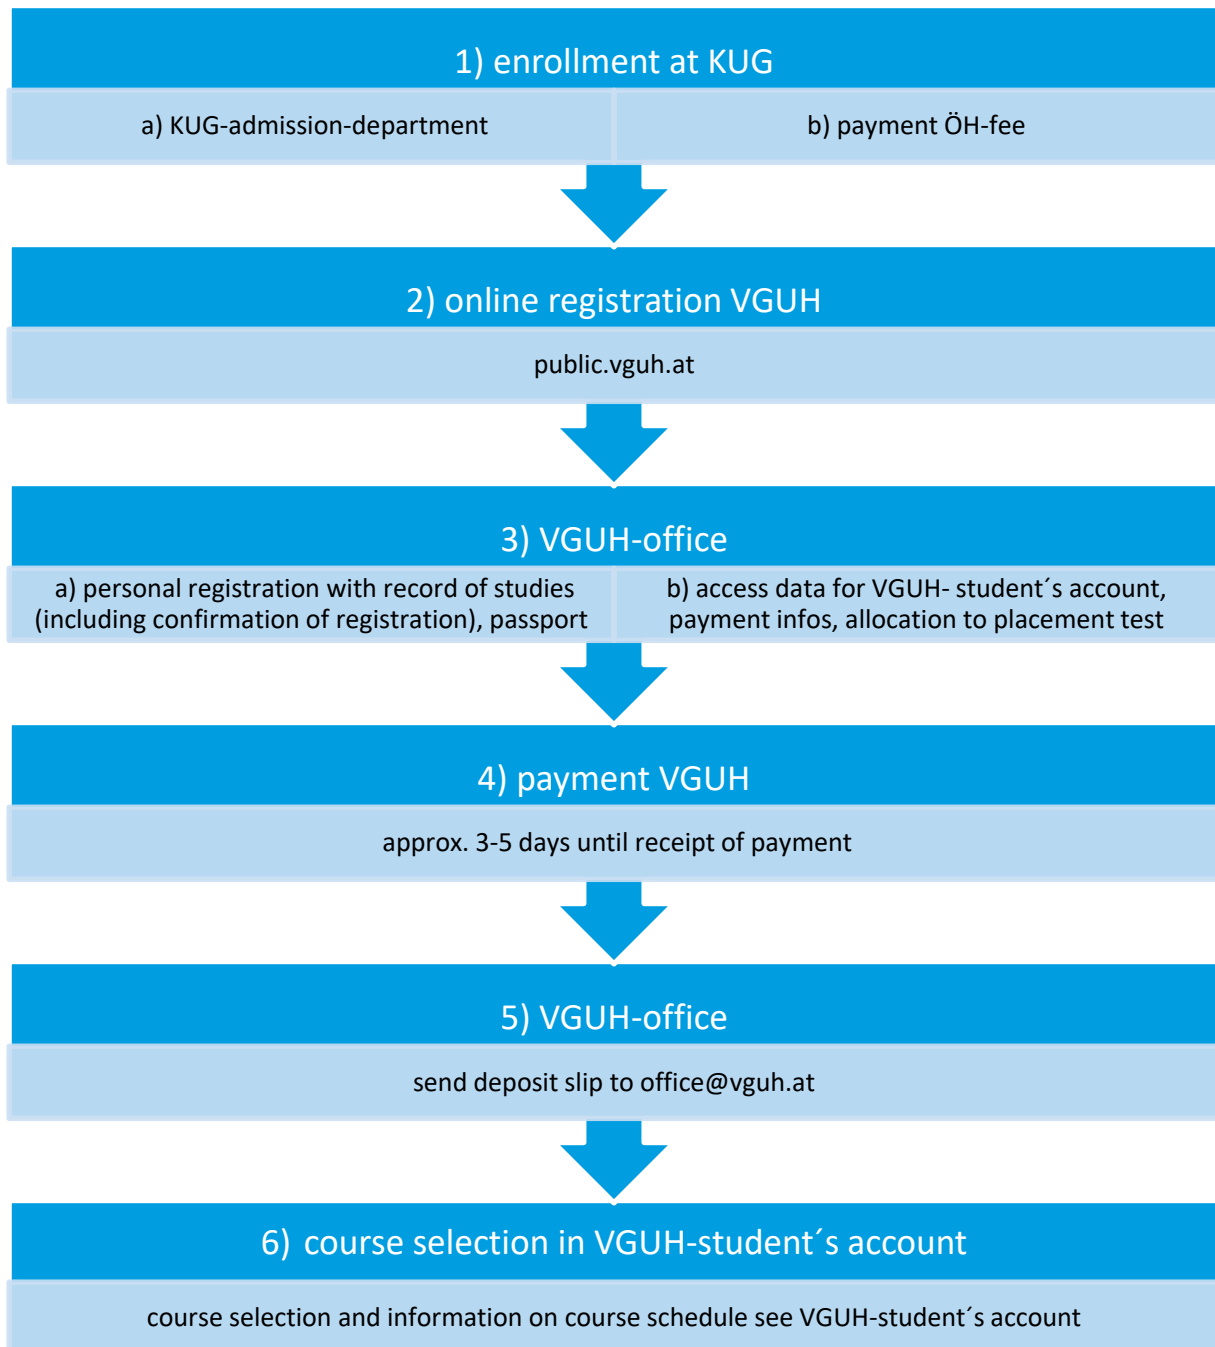 1) enrollment at KUG
a) KUG-admission-department
b) payment ÖH-fee
2) online registration VGUH
public.vguh.at
3) VGUH-office
a) personal registration with record of studies
(including confirmation of registration), passport
b) access data for VGUH- student´s account,
payment infos, allocation to placement test
4) payment VGUH
approx. 3-5 days until receipt of payment
5) VGUH-office
send deposit slip to office@vguh.at
6) course selection in VGUH-student´s account
course selection and information on course schedule see VGUH-student´s account